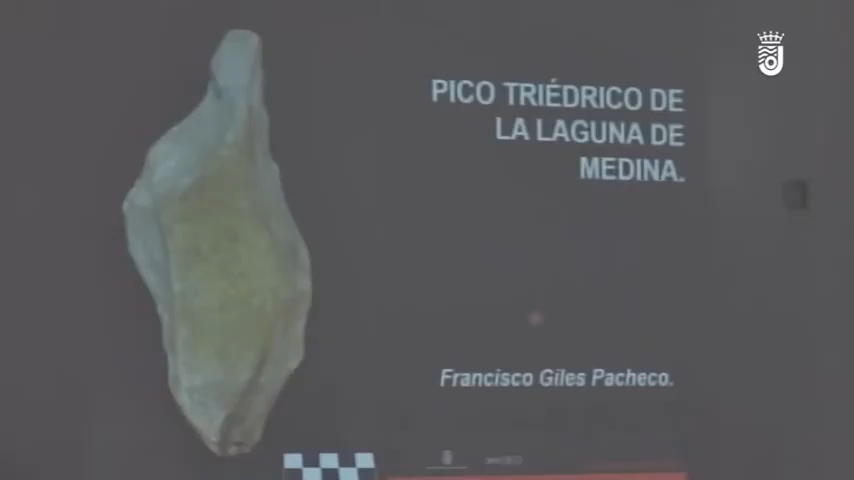 PICO TRIÉDRICO DE
LA LAGUNA DE
MEDINA.
Francisco Giles Pacheco.